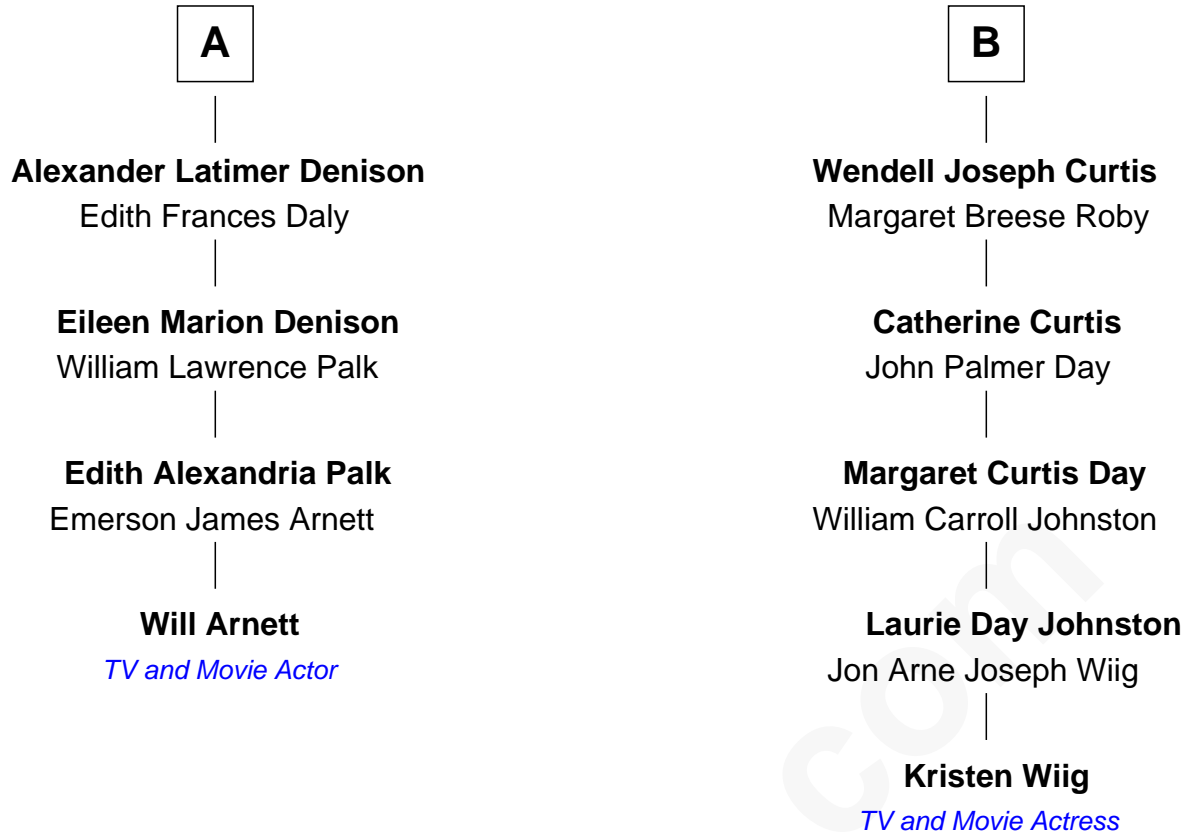 A
Alexander Latimer Denison
Edith Frances Daly
Eileen Marion Denison
William Lawrence Palk
Edith Alexandria Palk
Emerson James Arnett
Will Arnett
TV and Movie Actor
B
Wendell Joseph Curtis
Margaret Breese Roby
Catherine Curtis
John Palmer Day
Margaret Curtis Day
William Carroll Johnston
Laurie Day Johnston
Jon Arne Joseph Wiig
Kristen Wiig
TV and Movie Actress
com